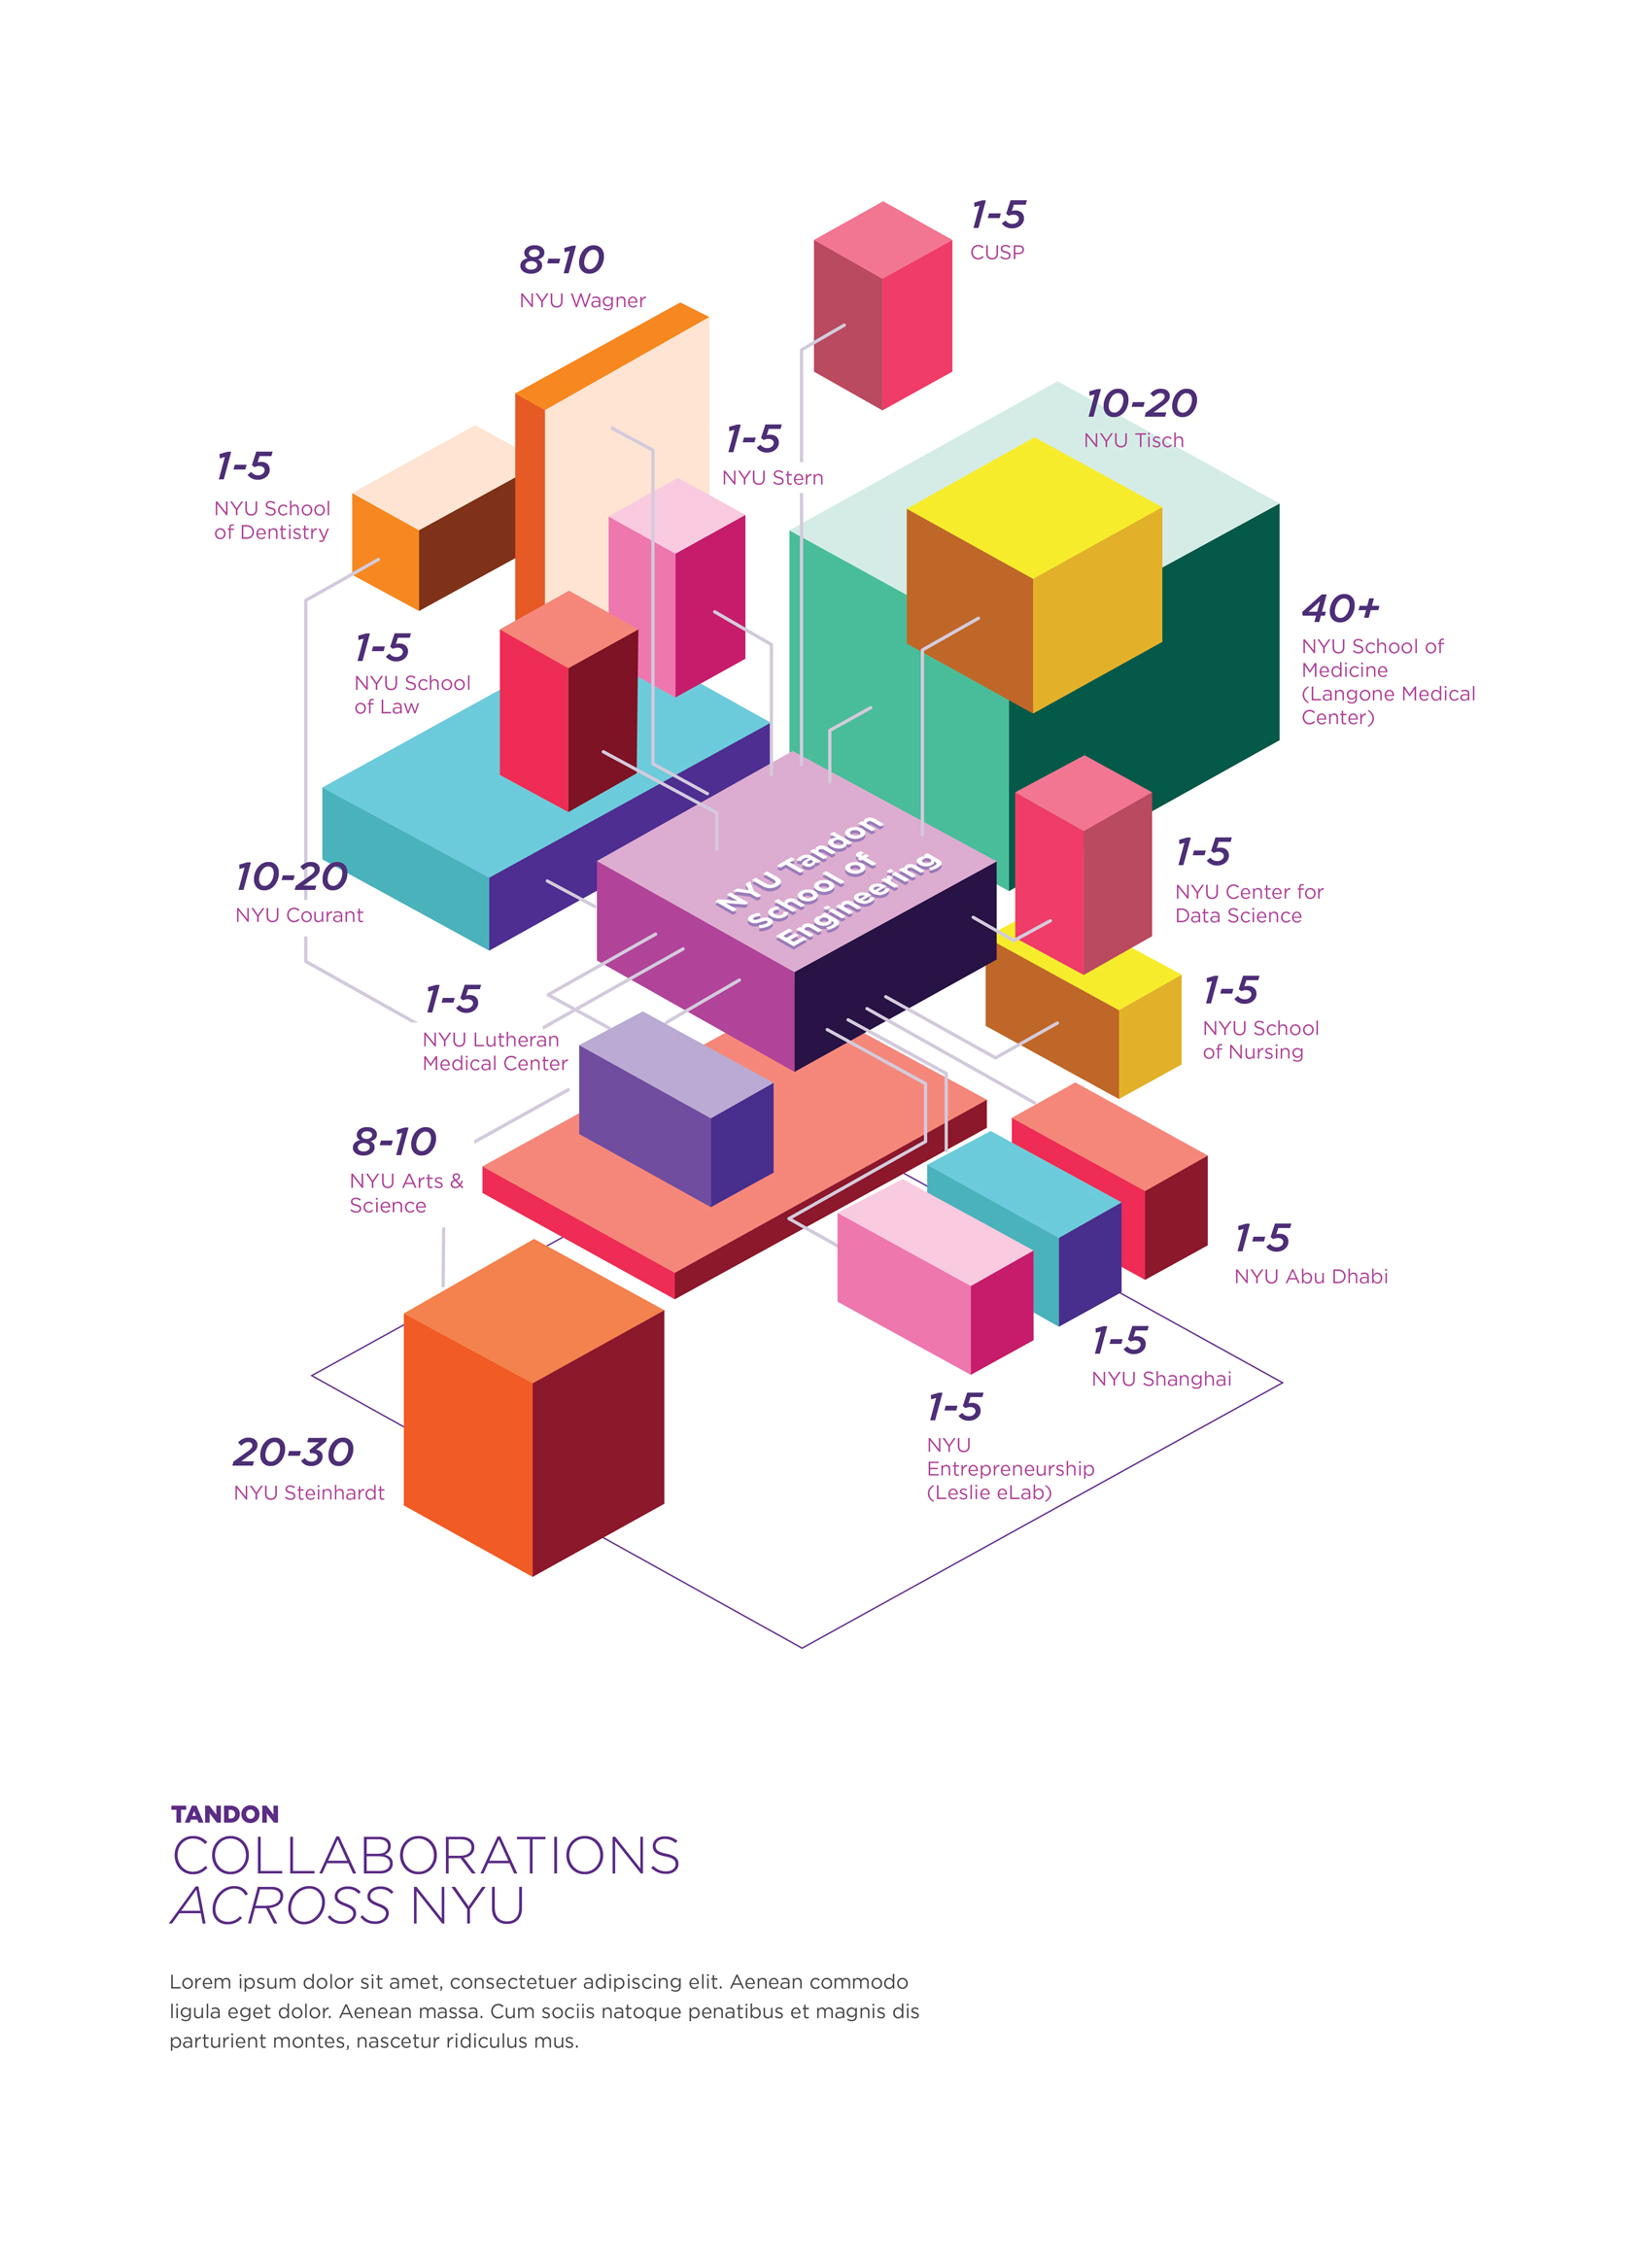 1-5
CUSP
8-10
NYU Wagner
10-20
NYU Tisch
1-5
NYU Stern
1-5
NYU School
of Dentistry
40+
NYU School of
Medicine
(Langone Medical
Center)
1-5
NYU School
of Law
NYU Tandon
School of
Engineering
1-5
NYU Center for
Data Science
10-20
NYU Courant
1-5
NYU School
of Nursing
1-5
NYU Lutheran
Medical Center
8-10
NYU Arts &
Science
1-5
NYU Abu Dhabi
1-5
NYU Shanghai
1-5
NYU
Entrepreneurship
(Leslie eLab)
20-30
NYU Steinhardt
TANDON
COLLABORATIONS
ACROSS NYU
Lorem ipsum dolor sit amet, consectetuer adipiscing elit. Aenean commodo
ligula eget dolor. Aenean massa. Cum sociis natoque penatibus et magnis dis
parturient montes, nascetur ridiculus mus.